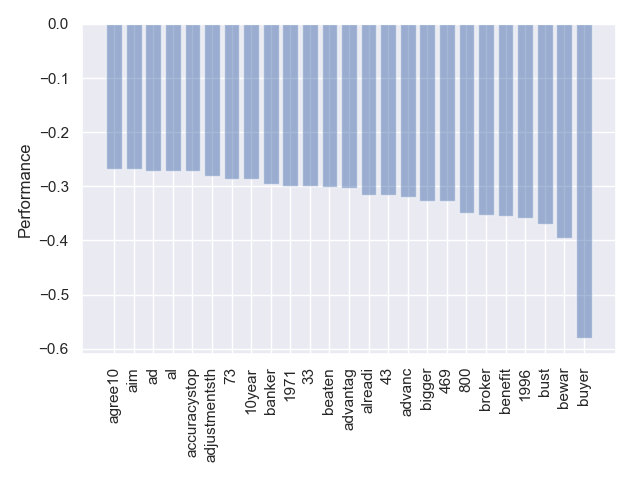 0.0
−0.1
−0.2
−0.3
−0.4
−0.5
−0.6
Performance
agree10
aim
ad
al
accuracystop
adjustmentsth
73
10year
banker
1971
33
beaten
advantag
alreadi
43
advanc
bigger
469
800
broker
benefit
1996
bust
bewar
buyer